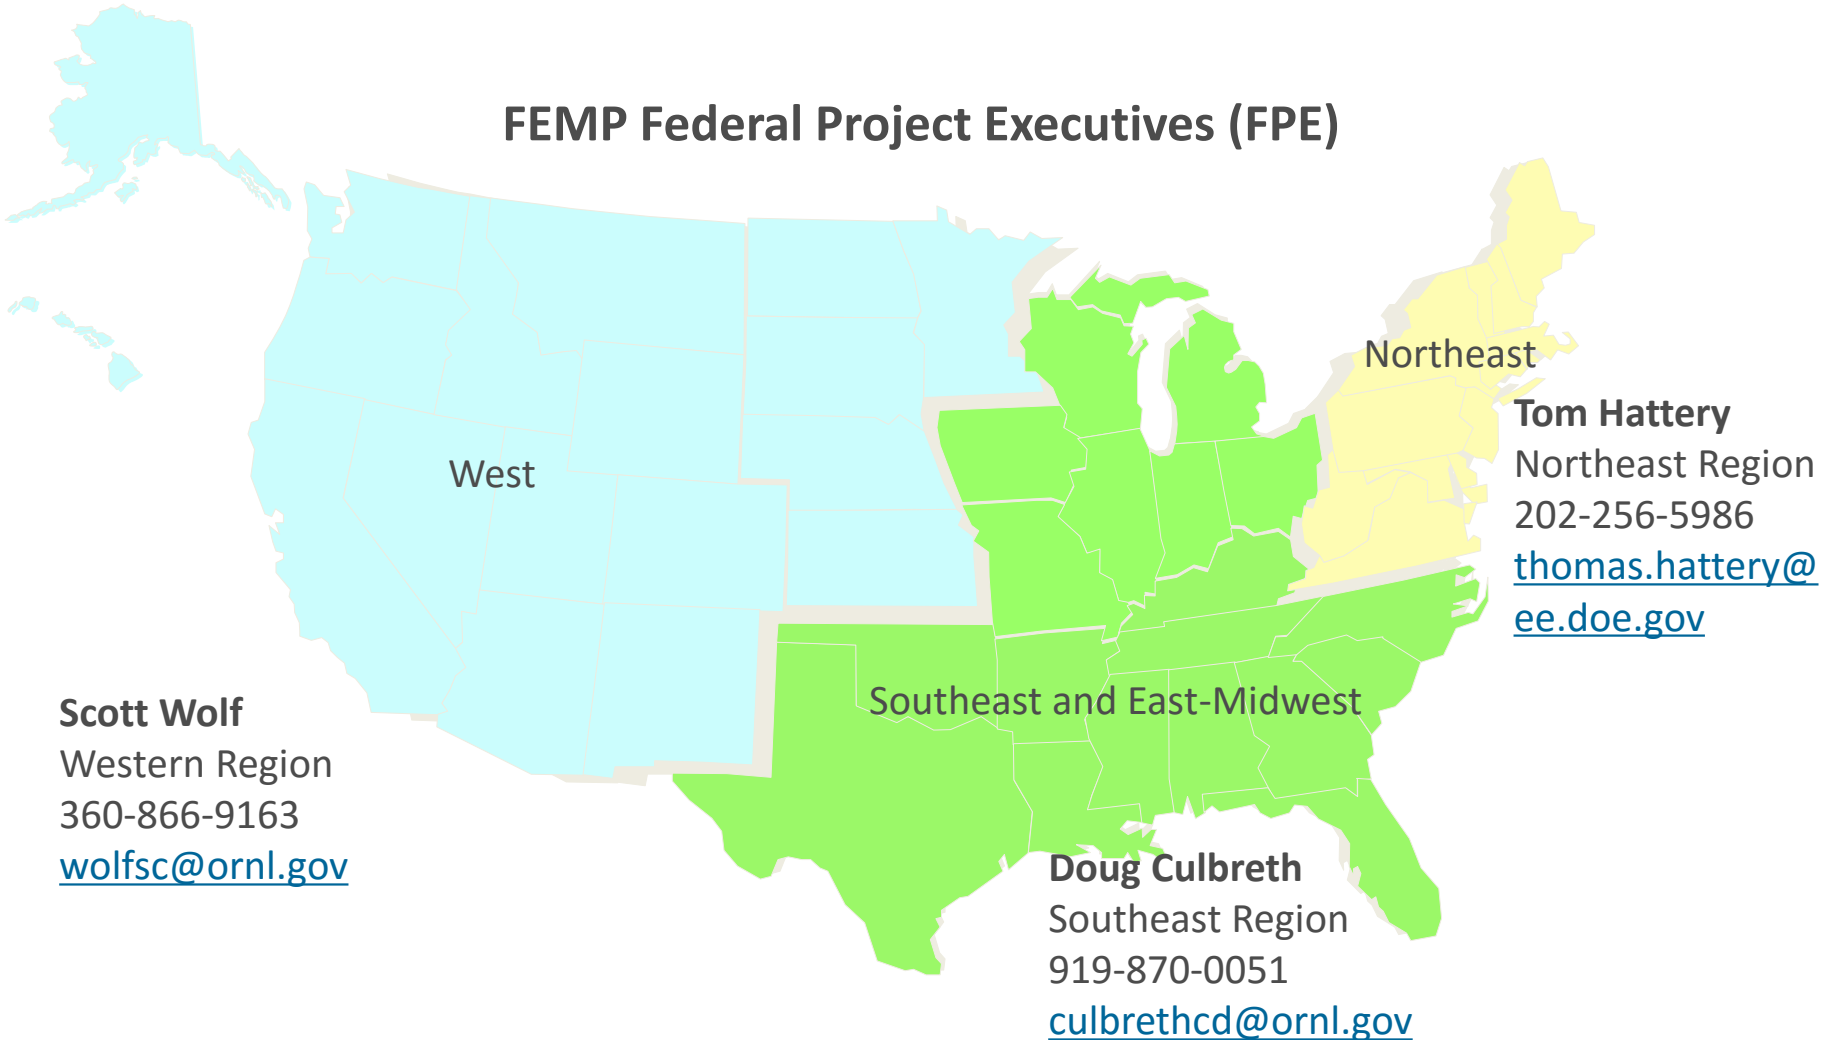 FEMP Federal Project Executives (FPE)
Northeast
Tom Hattery
Northeast Region
202-256-5986
thomas.hattery@
ee.doe.gov
West
Southeast and East-Midwest
Scott Wolf
Western Region
360-866-9163
wolfsc@ornl.gov
Doug Culbreth
Southeast Region
919-870-0051
culbrethcd@ornl.gov